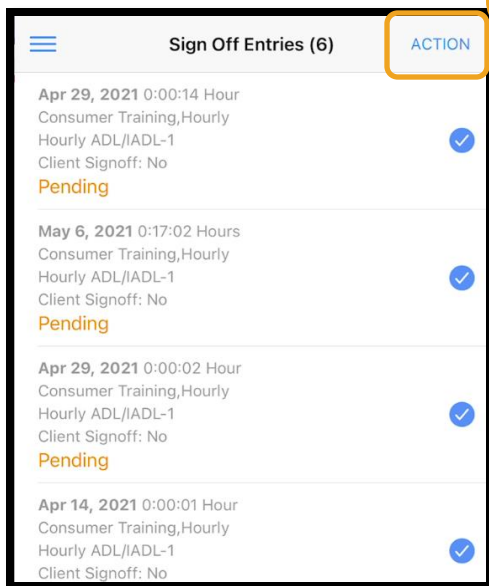 Sign Off Entries (6) ACTION
Apr 29, 2021 0:00:14 Hour
Consumer Training,Hourly
Hourly ADL/IADL-1
Client Signoff: No
Pending
May 6, 2021 0:17:02 Hours
Consumer Training,Hourly
Hourly ADL/IADL-1
Client Signoff: No
Pending
Apr 29, 2021 0:00:02 Hour
Consumer Training,Hourly
Hourly ADL/IADL-1
Client Signoff: No
Pending
Apr 14, 2021 0:00:01 Hour
Consumer Training,Hourly
Hourly ADL/IADL-1
Client Signoff: No